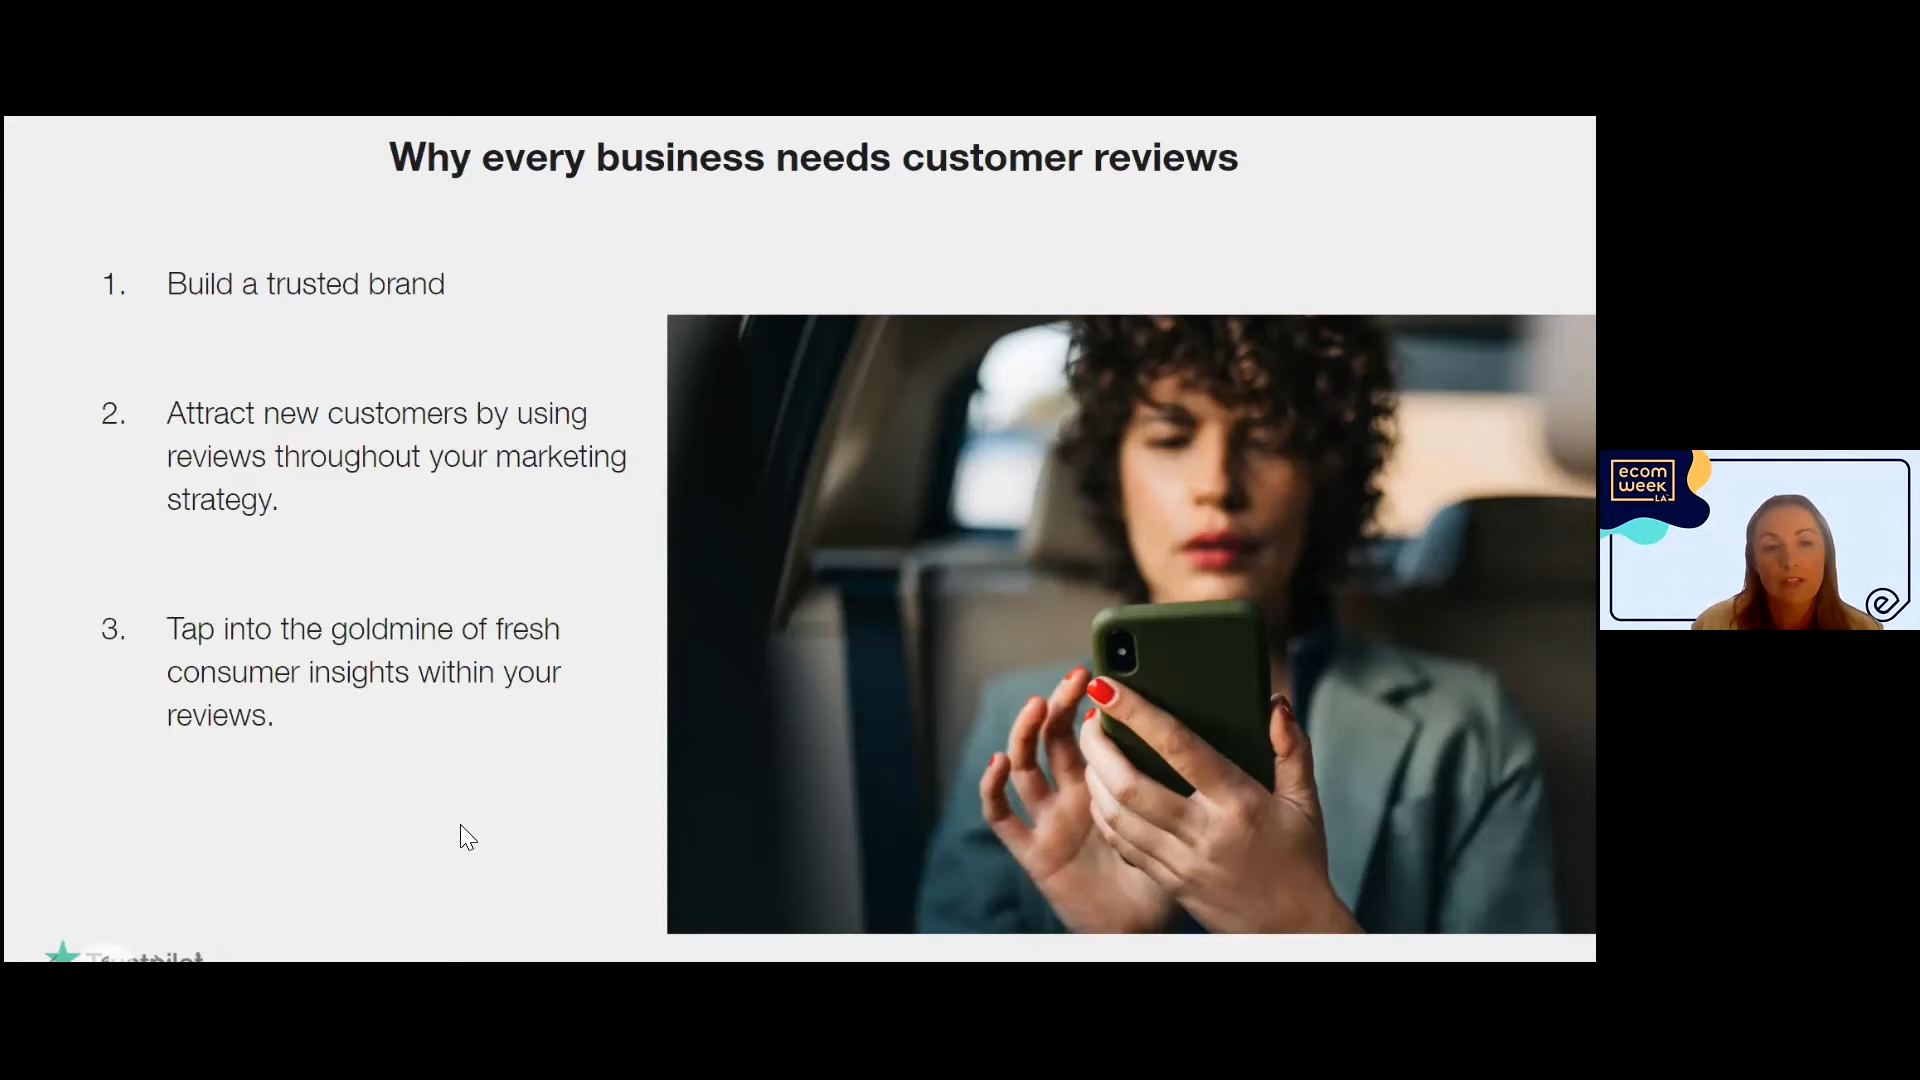 Why every business needs customer reviews
1. Build a trusted brand
2. Attract new customers by using
reviews throughout your marketing
strategy.
3. Tap into the goldmine of fresh
consumer insights within your
reviews.
Trustpilot
ecom
week
LA